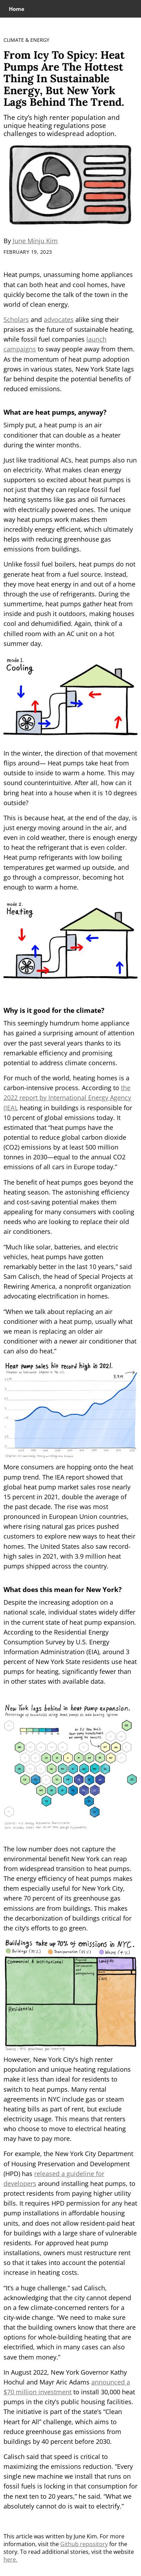 Home
CLIMATE & ENERGY
From Icy To Spicy: Heat
Pumps Are The Hottest
Thing In Sustainable
Energy, But New York
Lags Behind The Trend.
The city's high renter population and
unique heating regulations pose
challenges to widespread adoption.
By June Minju Kim
FEBRUARY 19, 2023
Heat pumps, unassuming home appliances
that can both heat and cool homes, have
quickly become the talk of the town in the
world of clean energy.
Scholars and advocates alike sing their
praises as the future of sustainable heating,
while fossil fuel companies launch
campaigns to sway people away from them.
As the momentum of heat pump adoption
grows in various states, New York State lags
far behind despite the potential benefits of
reduced emissions.
What are heat pumps, anyway?
Simply put, a heat pump is an air
conditioner that can double as a heater
during the winter months.
Just like traditional ACs, heat pumps also run
on electricity. What makes clean energy
supporters so excited about heat pumps is
not just that they can replace fossil fuel
heating systems like gas and oil furnaces
with electrically powered ones. The unique
way heat pumps work makes them
incredibly energy efficient, which ultimately
helps with reducing greenhouse gas
emissions from buildings.
Unlike fossil fuel boilers, heat pumps do not
generate heat from a fuel source. Instead,
they move heat energy in and out of a home
through the use of refrigerants. During the
summertime, heat pumps gather heat from
inside and push it outdoors, making homes
cool and dehumidified. Again, think of a
chilled room with an AC unit on a hot
summer day.
mode 1.
Cooling
In the winter, the direction of that movement
flips around— Heat pumps take heat from
outside to inside to warm a home. This may
sound counterintuitive. After all, how can it
bring heat into a house when it is 10 degrees
outside?
This is because heat, at the end of the day, is
just energy moving around in the air, and
even in cold weather, there is enough energy
to heat the refrigerant that is even colder.
Heat pump refrigerants with low boiling
temperatures get warmed up outside, and
go through a compressor, becoming hot
enough to warm a home.
mode 2.
Heating
Why is it good for the climate?
This seemingly humdrum home appliance
has gained a surprising amount of attention
over the past several years thanks to its
remarkable efficiency and promising
potential to address climate concerns.
For much of the world, heating homes is a
carbon-intensive process. According to the
2022 report by International Energy Agency
(IEA), heating in buildings is responsible for
10 percent of global emissions today. It
estimated that “heat pumps have the
potential to reduce global carbon dioxide
(CO2) emissions by at least 500 million
tonnes in 2030—equal to the annual CO2
emissions of all cars in Europe today.”
The benefit of heat pumps goes beyond the
heating season. The astonishing efficiency
and cost-saving potential makes them
appealing for many consumers with cooling
needs who are looking to replace their old
air conditioners.
“Much like solar, batteries, and electric
vehicles, heat pumps have gotten
remarkably better in the last 10 years,” said
Sam Calisch, the head of Special Projects at
Rewiring America, a nonprofit organization
advocating electrification in homes.
“When we talk about replacing an air
conditioner with a heat pump, usually what
we mean is replacing an older air
conditioner with a newer air conditioner that
can also do heat.”
Heat pump sales hit record high in 2021.
3.9 M
More consumers are hopping onto the heat
pump trend. The IEA report showed that
global heat pump market sales rose nearly
15 percent in 2021, double the average of
the past decade. The rise was most
pronounced in European Union countries,
where rising natural gas prices pushed
customers to explore new ways to heat their
homes. The United States also saw record-
high sales in 2021, with 3.9 million heat
pumps shipped across the country.
What does this mean for New York?
Despite the increasing adoption on a
national scale, individual states widely differ
in the current state of heat pump expansion.
According to the Residential Energy
Consumption Survey by U.S. Energy
Information Administration (EIA), around 3
percent of New York State residents use heat
pumps for heating, significantly fewer than
in other states with available data.
New York lags behind in heat pump expansion.
The low number does not capture the
environmental benefit New York can reap
from widespread transition to heat pumps.
The energy efficiency of heat pumps makes
them especially useful for New York City,
where 70 percent of its greenhouse gas
emissions are from buildings. This makes
the decarbonization of buildings critical for
the city's efforts to go green.
Buildings take up 70% of emissions in NYC.
Commercial & Institutional
Residential
However, New York City's high renter
population and unique heating regulations
make it less than ideal for residents to
switch to heat pumps. Many rental
agreements in NYC include gas or steam
heating bills as part of rent, but exclude
electricity usage. This means that renters
who choose to move to electrical heating
may have to pay more.
For example, the New York City Department
of Housing Preservation and Development
(HPD) has released a guideline for
developers around installing heat pumps, to
protect residents from paying higher utility
bills. It requires HPD permission for any heat
pump installations in affordable housing
units, and does not allow resident paid heat
for buildings with a large share of vulnerable
residents. For approved heat pump
installations, owners must restructure rent
so that it takes into account the potential
increase in heating costs.
“It's a huge challenge.” sad Calisch,
acknowledging that the city cannot depend
on a few climate-concerned renters for a
city-wide change. “We need to make sure
that the building owners know that there are
options for whole-building heating that are
electrified, which in many cases can also
save them money.”
In August 2022, New York Governor Kathy
Hochul and Mayr Aric Adams announced a
$70 million investment to install 30,000 heat
pumps in the city's public housing facilities.
The initiative is part of the state's “Clean
Heart for All” challenge, which aims to
reduce greenhouse gas emissions from
buildings by 40 percent before 2030.
Calisch said that speed is critical to
maximizing the emissions reduction. “Every
single new machine we install that runs on
fossil fuels is locking in that consumption for
the next ten to 20 years,” he said. “What we
absolutely cannot do is wait to electrify.”
This article was written by June Kim. For more
information, visit the Github repository for this
story. To read additional stories, visit the website
here.